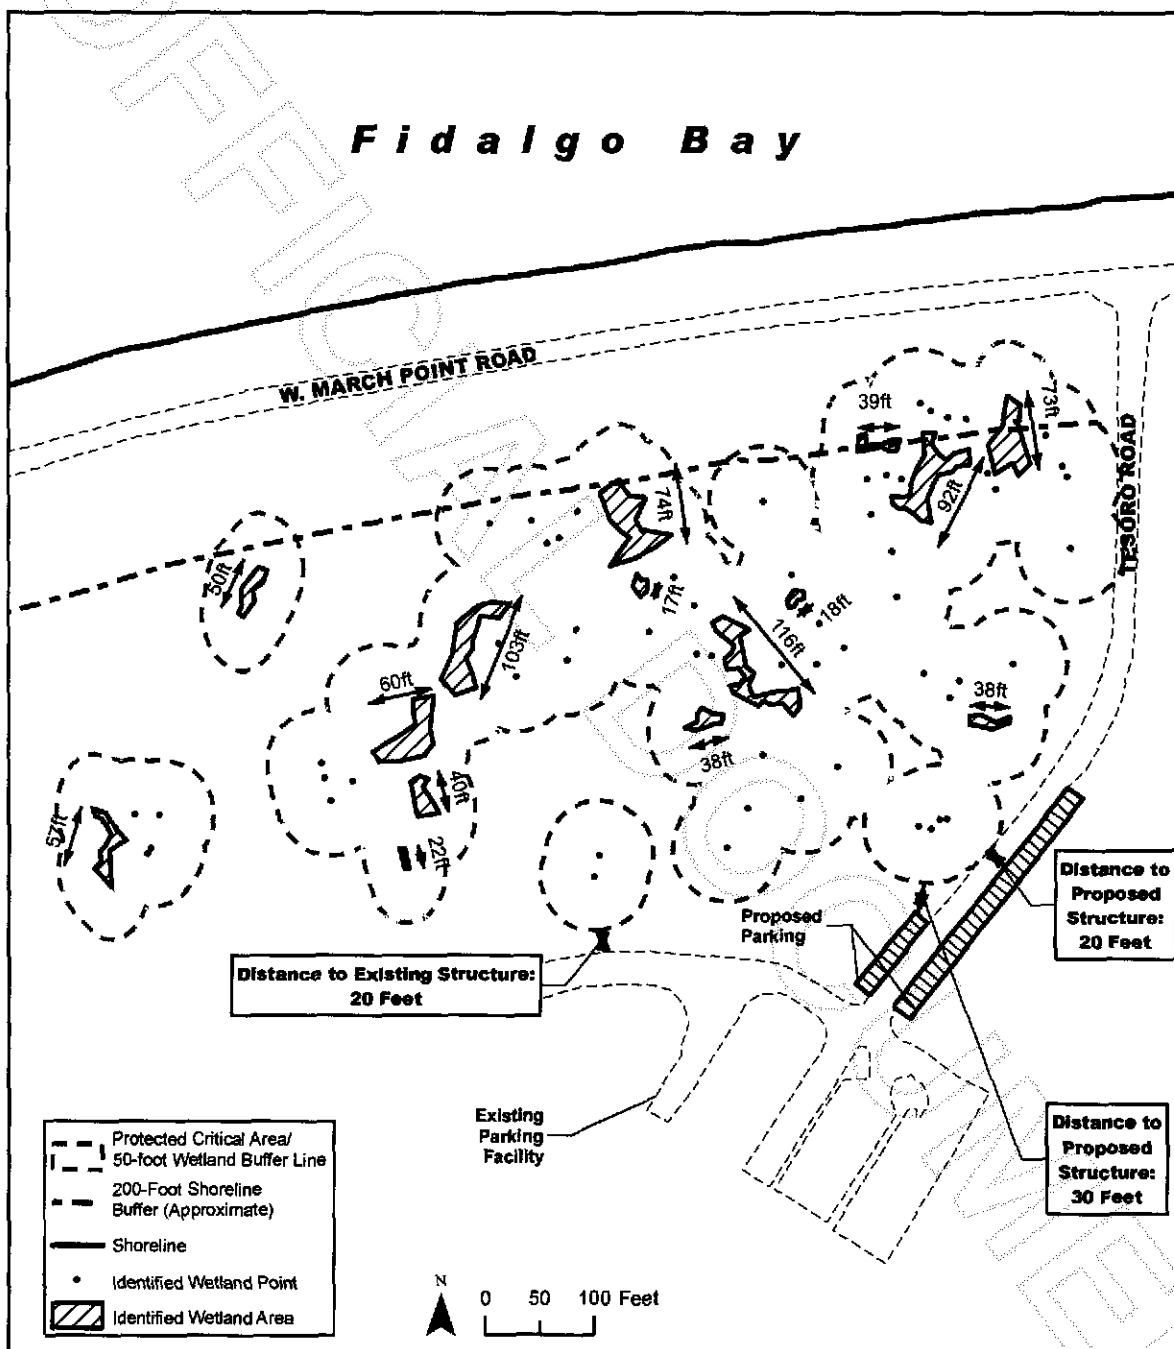 Fidalgo Bay
W. MARCH POINT ROAD
TESORO ROAD
39ft
73ft
92ft
74ft
50ft
17ft
18ft
116ft
103ft
60ft
38ft
38ft
40ft
57ft
22ft
Distance to
Proposed
Structure:
20 Feet
Proposed
Parking
Distance to Existing Structure:
20 Feet
Existing
Parking
Facility
Distance to
Proposed
Structure:
30 Feet
Protected Critical Area/
50-foot Wetland Buffer Line
200-Foot Shoreline
Buffer (Approximate)
Shoreline
Identified Wetland Point
Identified Wetland Area
N
0 50 100 Feet
UNOFFICIAL DOCUMENT